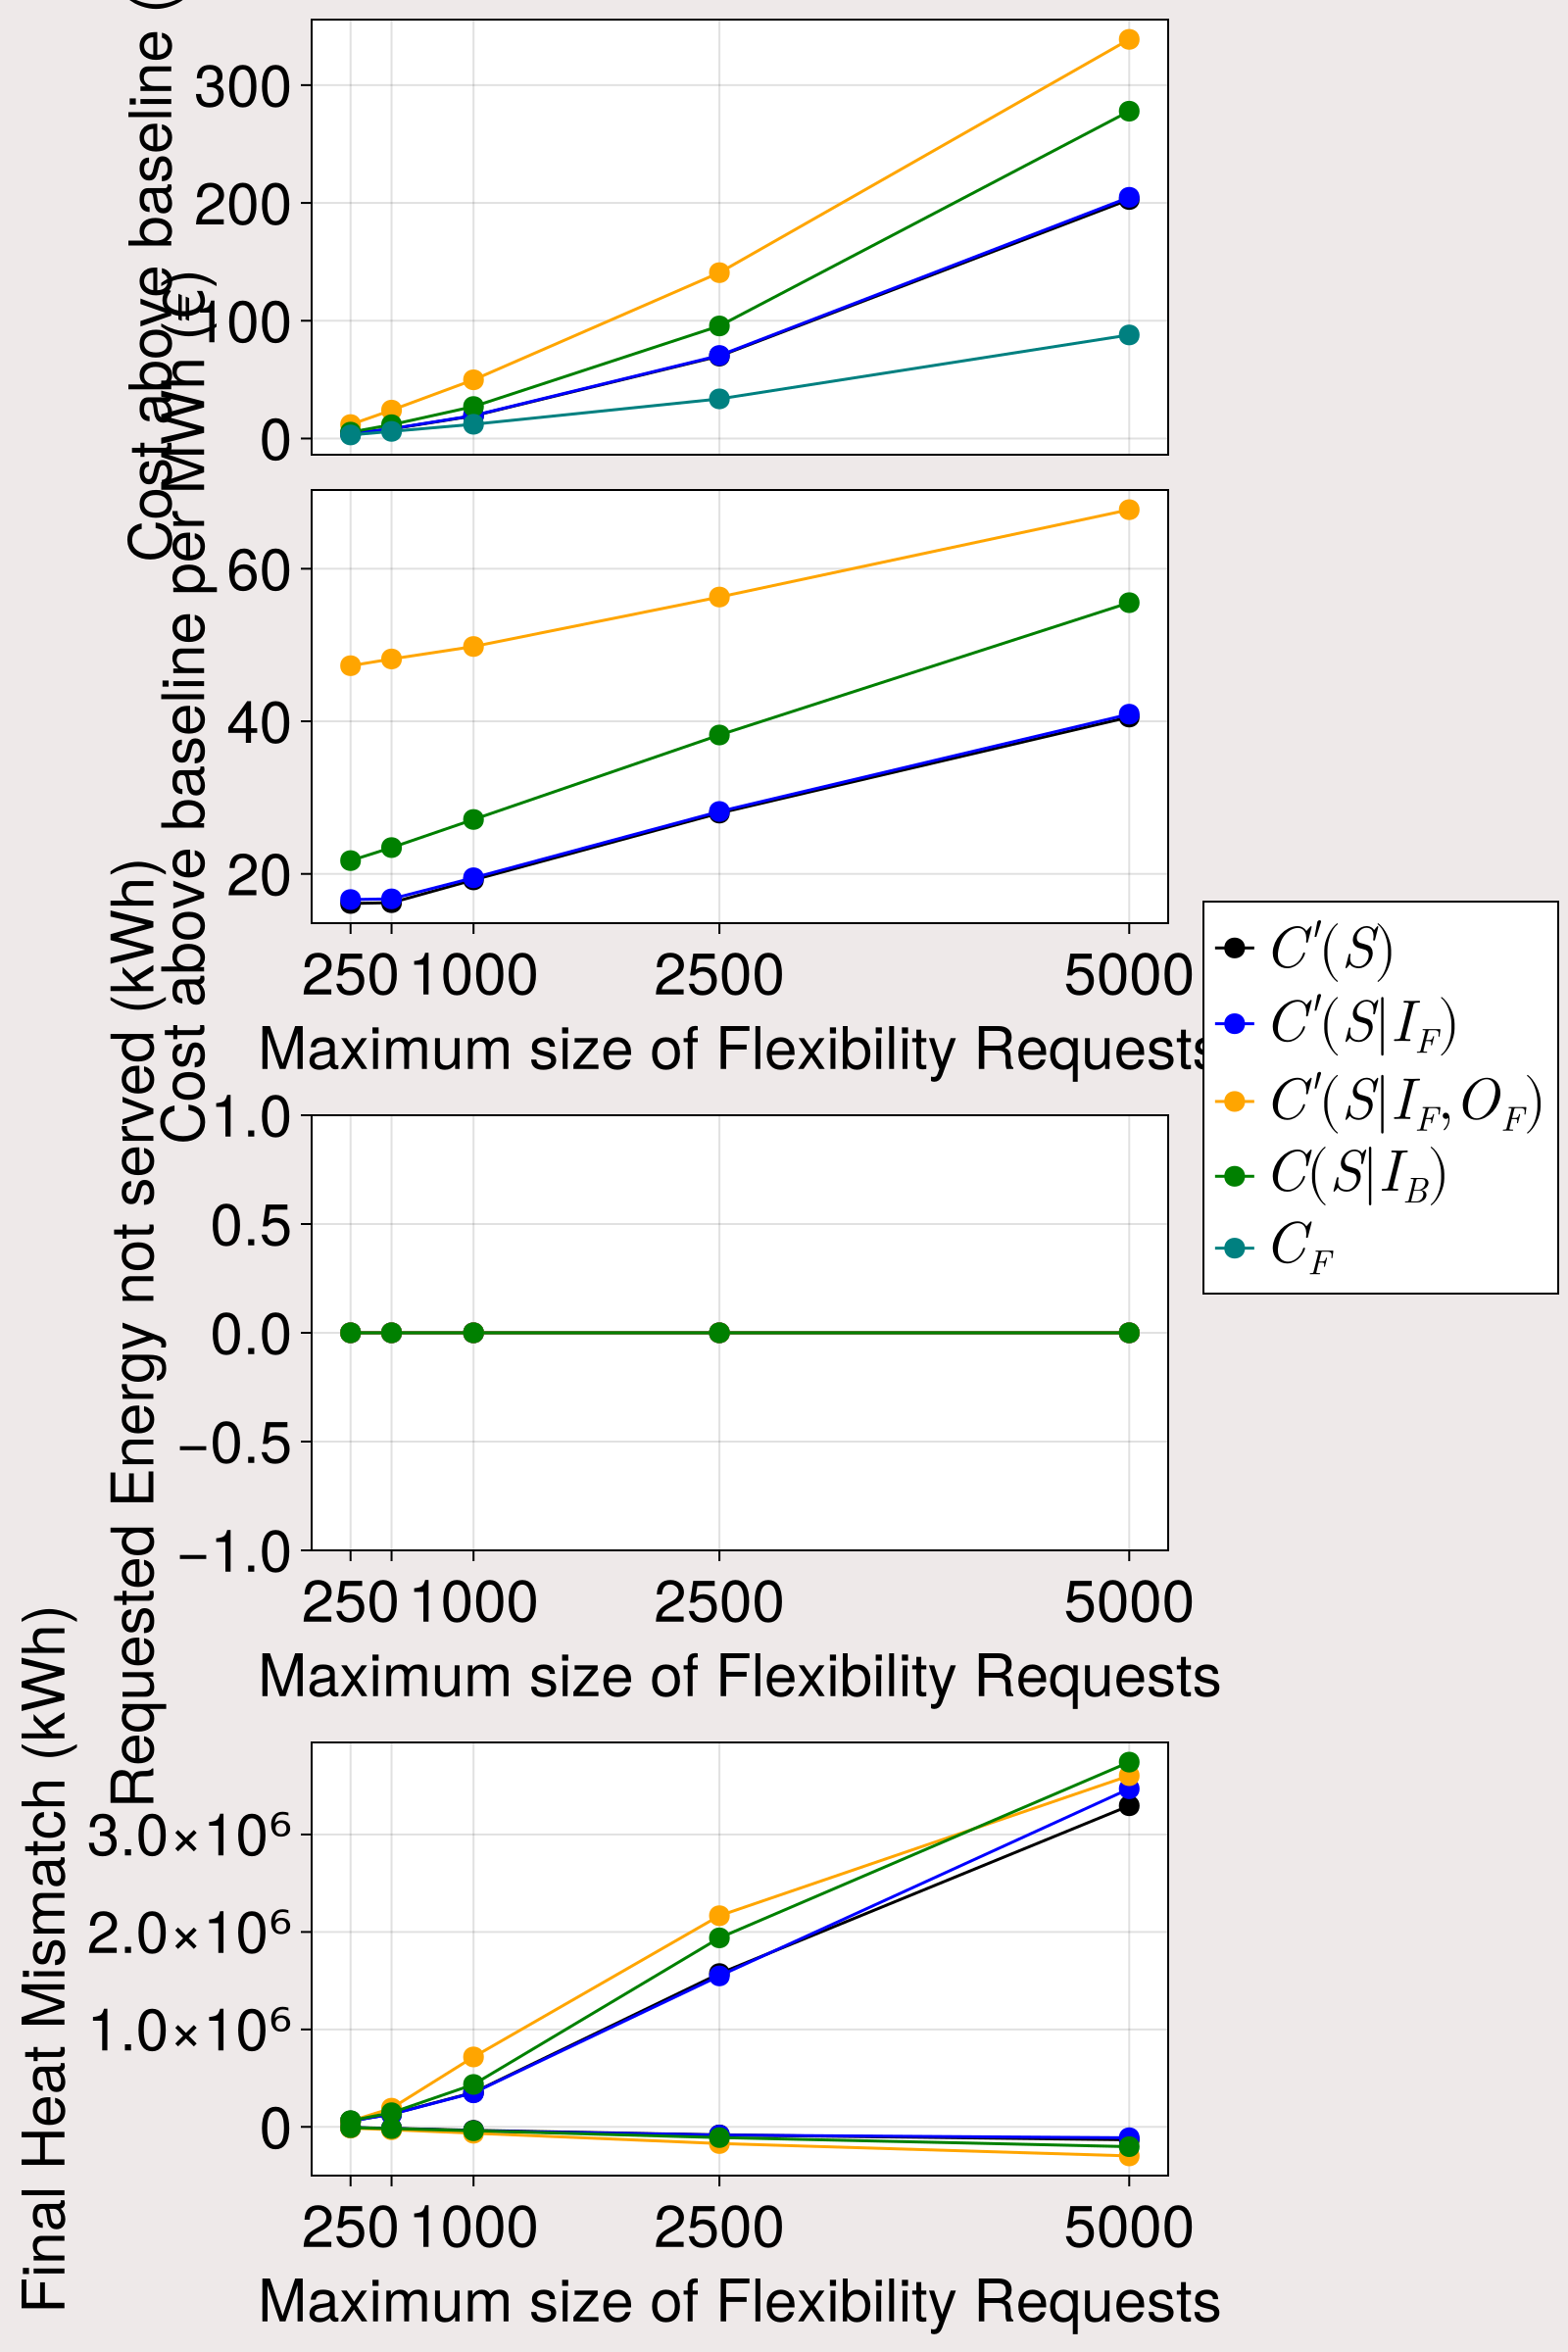 Cost above baseline (
300
200
100
0
Cost above baseline per MWh (€)
60
40
20
250 1000 2500 5000
Maximum size of Flexibility Requests
C′(S)
C′(S|I_F)
C′(S|I_F, O_F)
C(S|I_B)
C_F
Requested Energy not served (kWh)
1.0
0.5
0.0
−0.5
−1.0
250 1000 2500 5000
Maximum size of Flexibility Requests
Final Heat Mismatch (kWh)
3.0×10⁶
2.0×10⁶
1.0×10⁶
0
250 1000 2500 5000
Maximum size of Flexibility Requests